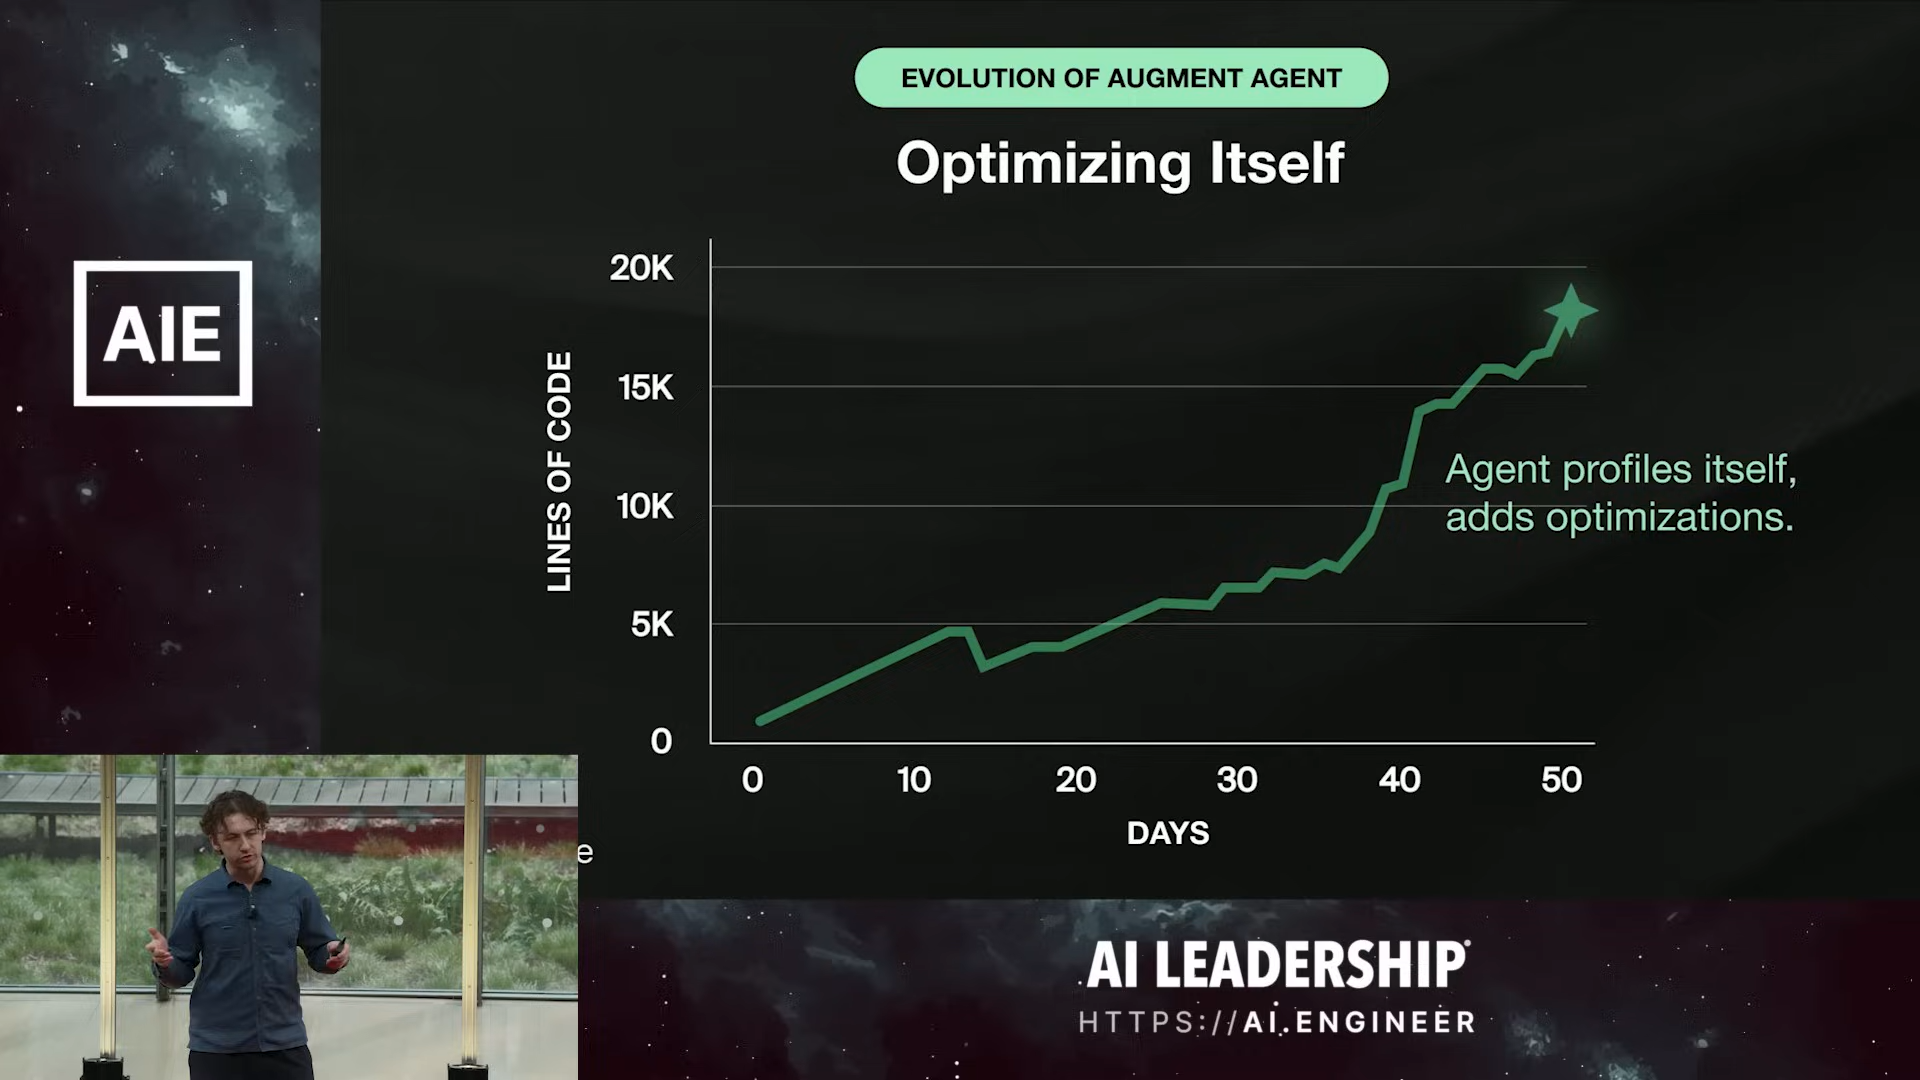 EVOLUTION OF AUGMENT AGENT
Optimizing Itself
AIE
LINES OF CODE
20K
15K
10K
5K
0
Agent profiles itself,
adds optimizations.
0 10 20 30 40 50
DAYS
e
AI LEADERSHIP
HTTPS://AI.ENGINEER